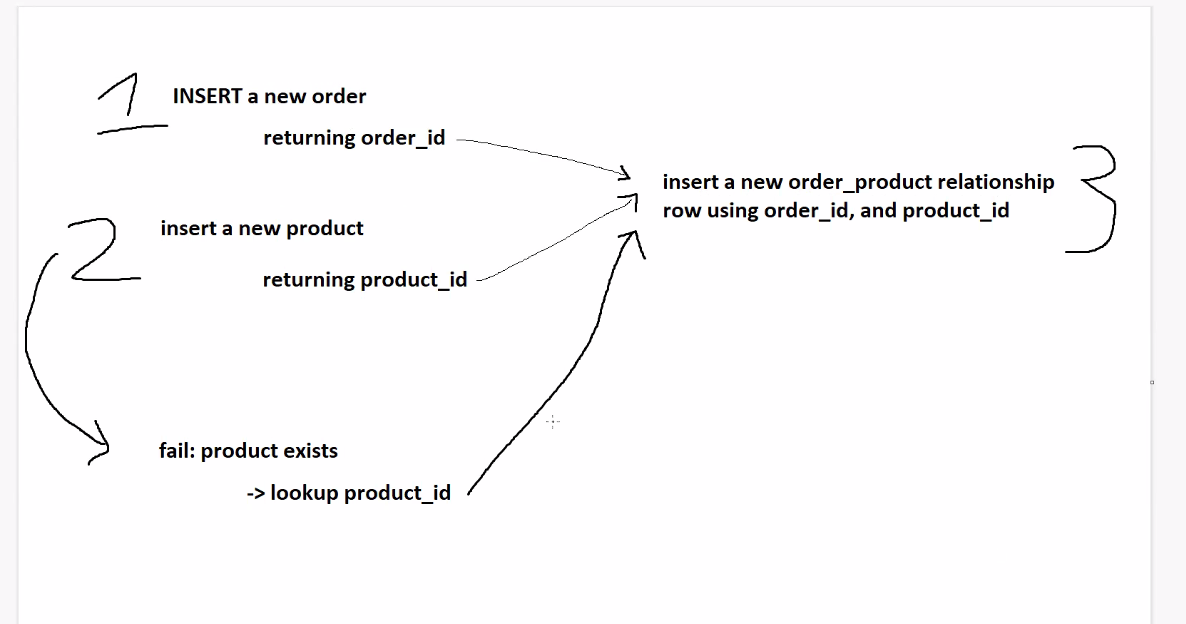 1
INSERT a new order
returning order_id
2
insert a new product
returning product_id
fail: product exists
-> lookup product_id
insert a new order_product relationship
row using order_id, and product_id
3